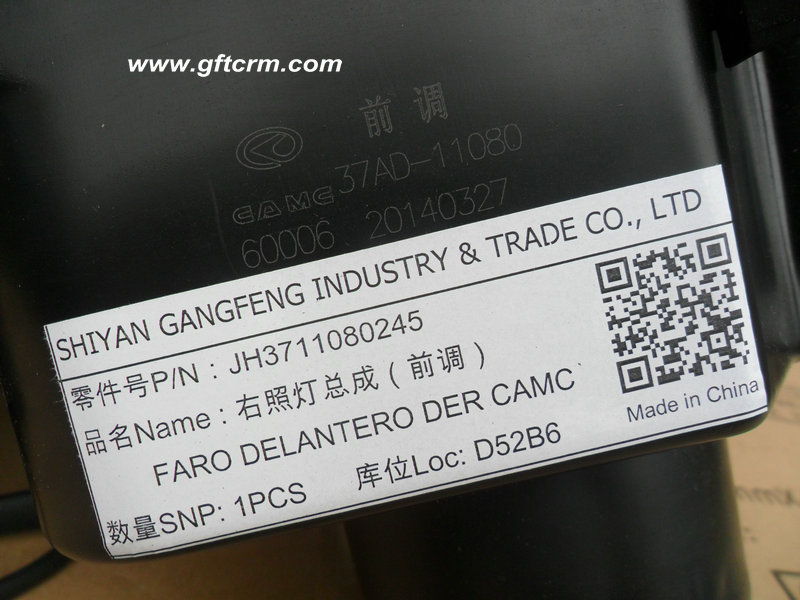 www.gftcrm.com
前调
CAMC 37AD-11080
60006 20140327
SHIYAN GANGFENG INDUSTRY & TRADE CO., LTD
零件号P/N：JH3711080245
品名Name：右照灯总成（前调）
FARO DELANTERO DER CAMC
数量SNP: 1PCS 库位Loc: D52B6
Made in China